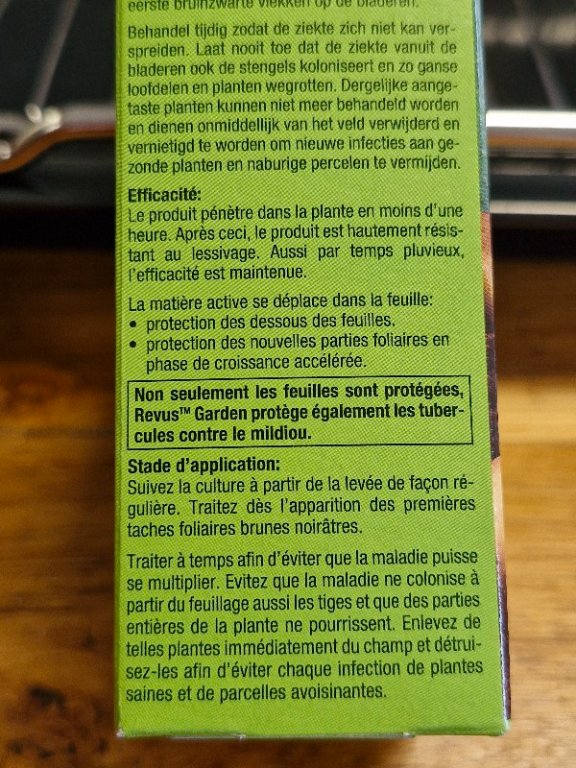 eerste bruinzwarte vlekken op de bladeren.
Behandel tijdig zodat de ziekte zich niet kan ver-
spreiden. Laat nooit toe dat de ziekte vanuit de
bladeren ook de stengels koloniseert en zo ganse
loofdelen en planten wegrotten. Dergelijke aange-
taste planten kunnen niet meer behandeld worden
en dienen onmiddellijk van het veld verwijderd en
vernietigd te worden om nieuwe infecties aan ge-
zonde planten en naburige percelen te vermijden.
Efficacité:
Le produit pénètre dans la plante en moins d'une
heure. Après ceci, le produit est hautement résis-
tant au lessivage. Aussi par temps pluvieux,
l'efficacité est maintenue.
La matière active se déplace dans la feuille:
• protection des dessous des feuilles.
• protection des nouvelles parties foliaires en
phase de croissance accélérée.
Non seulement les feuilles sont protégées,
Revus™ Garden protège également les tuber-
cules contre le mildiou.
Stade d'application:
Suivez la culture à partir de la levée de façon ré-
gulière. Traitez dès l'apparition des premières
taches foliaires brunes noirâtres.
Traiter à temps afin d'éviter que la maladie puisse
se multiplier. Evitez que la maladie ne colonise à
partir du feuillage aussi les tiges et que des parties
entières de la plante ne pourrissent. Enlevez de
telles plantes immédiatement du champ et détrui-
sez-les afin d'éviter chaque infection de plantes
saines et de parcelles avoisinantes.